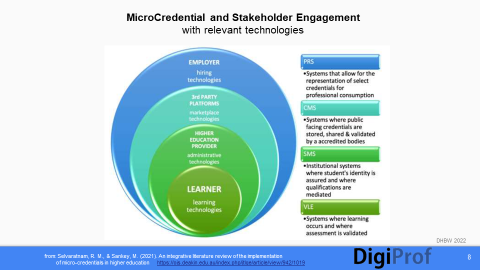 MicroCredential and Stakeholder Engagement
with relevant technologies
EMPLOYER
hiring
technologies
3rd PARTY
PLATFORMS
marketplace
technologies
HIGHER
EDUCATION
PROVIDER
administrative
technologies
LEARNER
learning
technologies
PRS
•Systems that allow for the
representation of select
credentials for
professional consumption
CMS
•Systems where public
facing credentials are
stored, shared & validated
by a accredited bodies
SMS
•Institutional systems
where student's identity is
assured and where
qualifications are
mediated
VLE
•Systems where learning
occurs and where
assessment is validated
DHBW 2022
from: Selvaratnam, R. M., & Sankey, M. (2021). An integrative literature review of the implementation
of micro-credentials in higher education
DigiProf
8